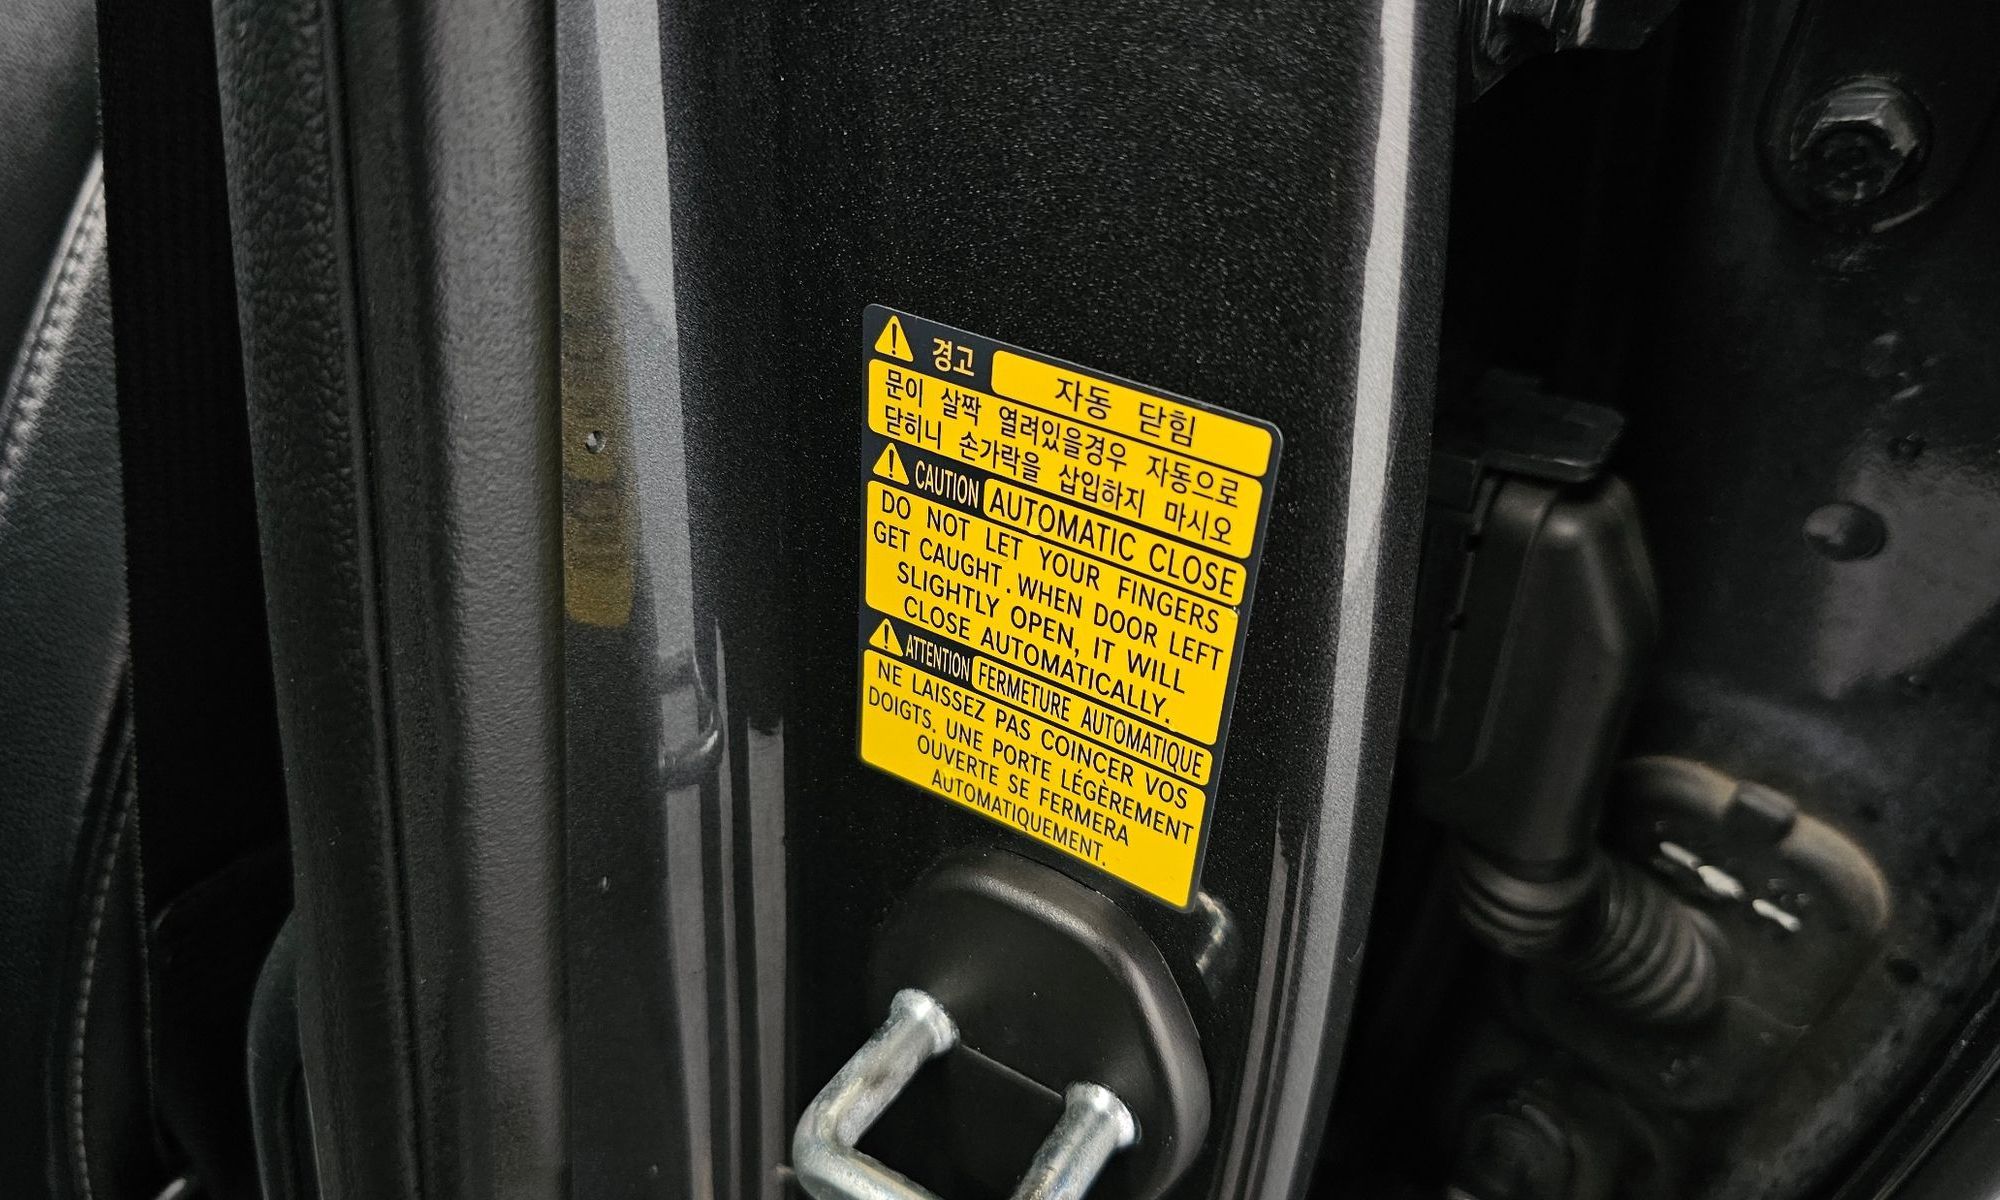 경고 자동 닫힘
문이 살짝 열려있을경우 자동으로
닫히니 손가락을 삽입하지 마시오
CAUTION AUTOMATIC CLOSE
DO NOT LET YOUR FINGERS
GET CAUGHT. WHEN DOOR LEFT
SLIGHTLY OPEN, IT WILL
CLOSE AUTOMATICALLY.
ATTENTION FERMETURE AUTOMATIQUE
NE LAISSEZ PAS COINCER VOS
DOIGTS. UNE PORTE LÉGÈREMENT
OUVERTE SE FERMERA
AUTOMATIQUEMENT.